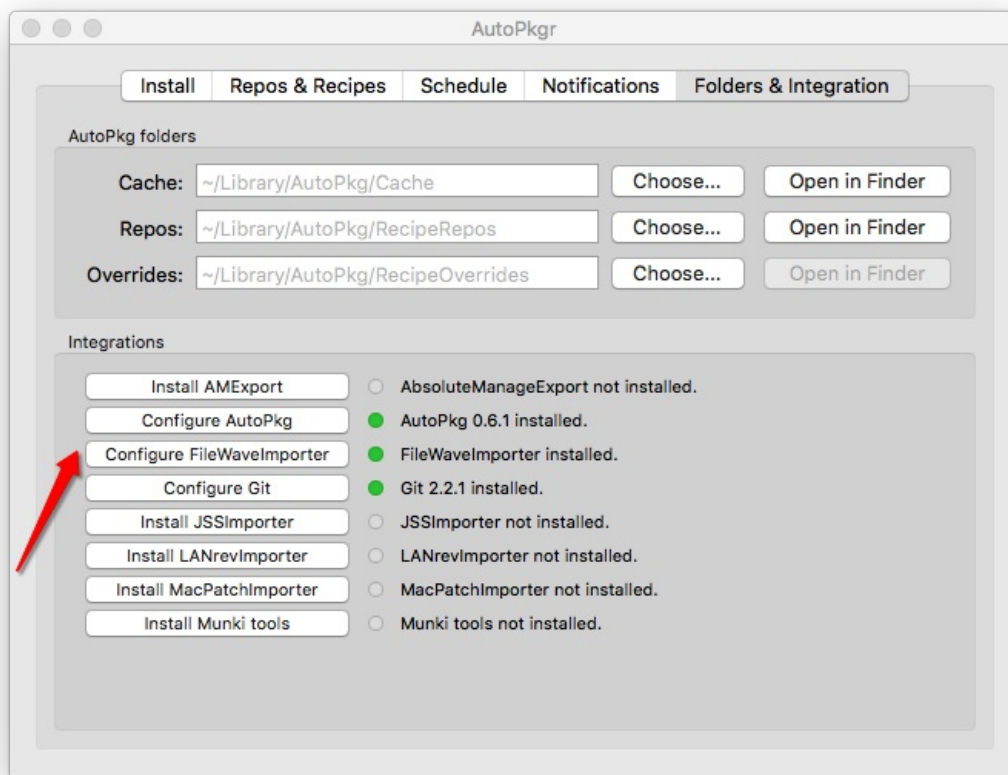 AutoPkgr
Install Repos & Recipes Schedule Notifications Folders & Integration
AutoPkg folders
Cache: ~/Library/AutoPkg/Cache Choose... Open in Finder
Repos: ~/Library/AutoPkg/RecipeRepos Choose... Open in Finder
Overrides: ~/Library/AutoPkg/RecipeOverrides Choose... Open in Finder
Integrations
Install AMExport AbsoluteManageExport not installed.
Configure AutoPkg AutoPkg 0.6.1 installed.
Configure FileWaveImporter FileWaveImporter installed.
Configure Git Git 2.2.1 installed.
Install JSSImporter JSSImporter not installed.
Install LANrevImporter LANrevImporter not installed.
Install MacPatchImporter MacPatchImporter not installed.
Install Munki tools Munki tools not installed.